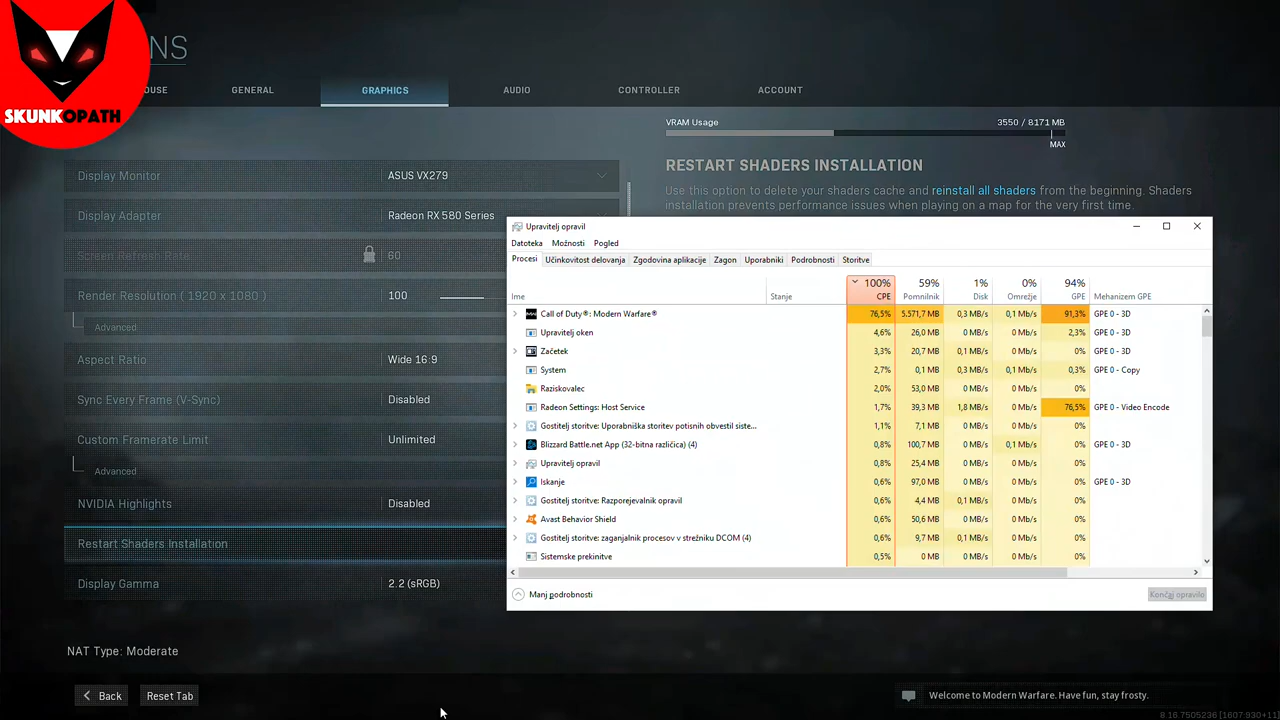 NS
SKUNKOPATH
OUSE
GENERAL
GRAPHICS
AUDIO
CONTROLLER
ACCOUNT
VRAM Usage 3550 / 8171 MB
MAX
Display Monitor ASUS VX279
Display Adapter Radeon RX 580 Series
Screen Refresh Rate 60
Render Resolution ( 1920 x 1080 ) 100
Advanced
Aspect Ratio Wide 16:9
Sync Every Frame (V-Sync) Disabled
Custom Framerate Limit Unlimited
Advanced
NVIDIA Highlights Disabled
Restart Shaders Installation
Display Gamma 2.2 (sRGB)
RESTART SHADERS INSTALLATION
Use this option to delete your shaders cache and reinstall all shaders from the beginning. Shaders
installation prevents performance issues when playing on a map for the very first time.
Upravitelj opravil
Datoteka Možnosti Pogled
Procesi Učinkovitost delovanja Zgodovina aplikacije Zagon Uporabniki Podrobnosti Storitve
100% 59% 1% 0% 94%
Ime Stanje CPE Pomnilnik Disk Omrežje GPE Mehanizem GPE
Call of Duty®: Modern Warfare® 76,5% 5.571,7 MB 0,3 MB/s 0,1 Mb/s 91,3% GPE 0 - 3D
Upravitelj oken 4,6% 26,0 MB 0 MB/s 0 Mb/s 2,3% GPE 0 - 3D
Začetek 3,3% 20,7 MB 0,1 MB/s 0 Mb/s 0% GPE 0 - 3D
System 2,7% 0,1 MB 0,3 MB/s 0,1 Mb/s 0,3% GPE 0 - Copy
Raziskovalec 2,0% 53,0 MB 0 MB/s 0 Mb/s 0%
Radeon Settings: Host Service 1,7% 39,3 MB 1,8 MB/s 0 Mb/s 76,5% GPE 0 - Video Encode
Gostitelj storitve: Uporabniška storitev potisnih obvestil siste... 1,1% 7,1 MB 0 MB/s 0 Mb/s 0%
Blizzard Battle.net App (32-bitna različica) (4) 0,8% 100,7 MB 0 MB/s 0,1 Mb/s 0% GPE 0 - 3D
Upravitelj opravil 0,8% 25,4 MB 0 MB/s 0 Mb/s 0%
Iskanje 0,6% 97,0 MB 0 MB/s 0 Mb/s 0% GPE 0 - 3D
Gostitelj storitve: Razporejevalnik opravil 0,6% 4,4 MB 0,1 MB/s 0 Mb/s 0%
Avast Behavior Shield 0,6% 50,6 MB 0 MB/s 0 Mb/s 0%
Gostitelj storitve: zaganjalnik procesov v strežniku DCOM (4) 0,6% 9,7 MB 0,1 MB/s 0 Mb/s 0%
Sistemske prekinitve 0,5% 0 MB 0 MB/s 0 Mb/s 0%
Manj podrobnosti
Končaj opravilo
NAT Type: Moderate
Back
Reset Tab
Welcome to Modern Warfare. Have fun, stay frosty.
8.16.7505236 [1607:930+11]